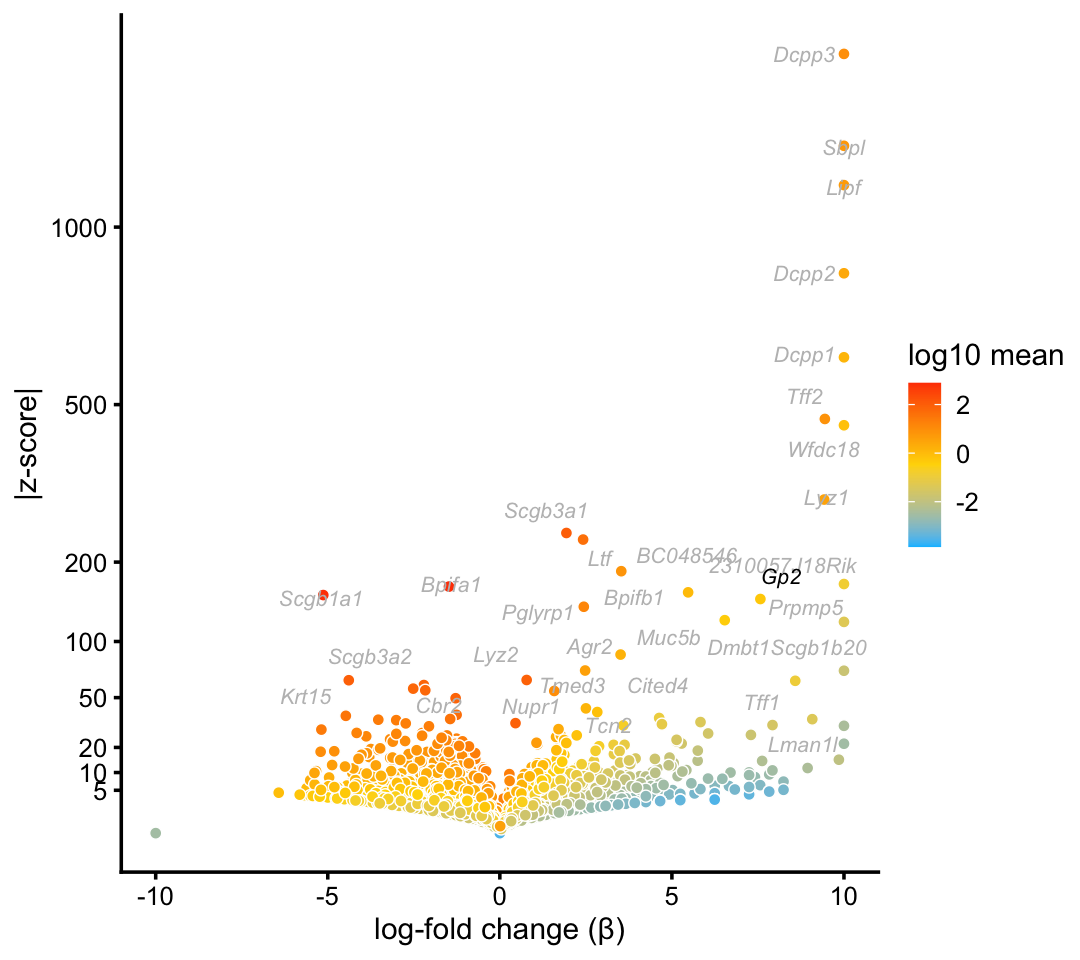 Dcpp3
Sbpl
Lipf
1000
Dcpp2
Dcpp1
log10 mean
Tff2
500
2
Wfdc18
0
|z-score|
Lyz1
-2
Scgb3a1
200
Ltf
BC048546
2310057J18Rik
Gp2
Scgb1a1
Bpifa1
Bpifb1
Pglyrp1
Prpmp5
100
Muc5b
Agr2
Dmbt1
Scgb1b20
Scgb3a2
Lyz2
Tmed3
Cited4
50
Krt15
Cbr2
Nupr1
Tff1
Tcn2
20
Lman1l
10
5
-10
-5
0
5
10
log-fold change (β)